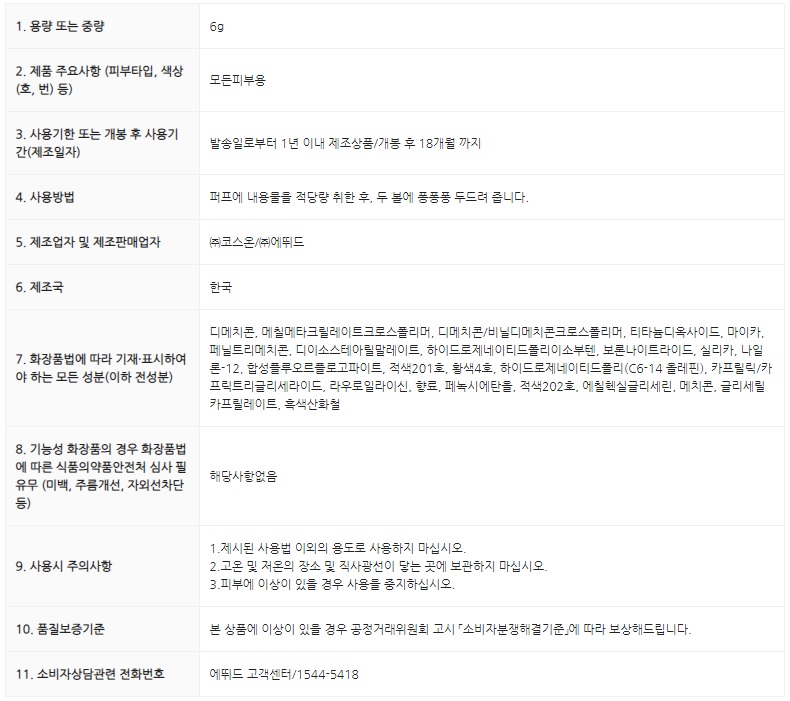 1. 용량 또는 중량
6g
2. 제품 주요사항 (피부타입, 색상
(호, 번) 등)
모든피부용
3. 사용기한 또는 개봉 후 사용기
간(제조일자)
발송일로부터 1년 이내 제조상품/개봉 후 18개월 까지
4. 사용방법
퍼프에 내용물을 적당량 취한 후, 두 볼에 퐁퐁퐁 두드려 줍니다.
5. 제조업자 및 제조판매업자
㈜코스온/㈜에뛰드
6. 제조국
한국
7. 화장품법에 따라 기재·표시하여
야 하는 모든 성분(이하 전성분)
디메치콘, 메칠메타크릴레이트크로스폴리머, 디메치콘/비닐디메치콘크로스폴리머, 티타늄디옥사이드, 마이카,
페닐트리메치콘, 디이소스테아릴말레이트, 하이드로제네이티드폴리이소부텐, 보론나이트라이드, 실리카, 나일
론-12, 합성플루오르플로고파이트, 적색201호, 황색4호, 하이드로제네이티드폴리(C6-14 올레핀), 카프릴릭/카
프릭트리글리세라이드, 라우로일라이신, 향료, 페녹시에탄올, 적색202호, 에칠헥실글리세린, 메치콘, 글리세릴
카프릴레이트, 흑색산화철
8. 기능성 화장품의 경우 화장품법
에 따른 식품의약품안전처 심사 필
유무 (미백, 주름개선, 자외선차단
등)
해당사항없음
9. 사용시 주의사항
1.제시된 사용법 이외의 용도로 사용하지 마십시오.
2.고온 및 저온의 장소 및 직사광선이 닿는 곳에 보관하지 마십시오.
3.피부에 이상이 있을 경우 사용을 중지하십시오.
10. 품질보증기준
본 상품에 이상이 있을 경우 공정거래위원회 고시 「소비자분쟁해결기준」에 따라 보상해드립니다.
11. 소비자상담관련 전화번호
에뛰드 고객센터/1544-5418